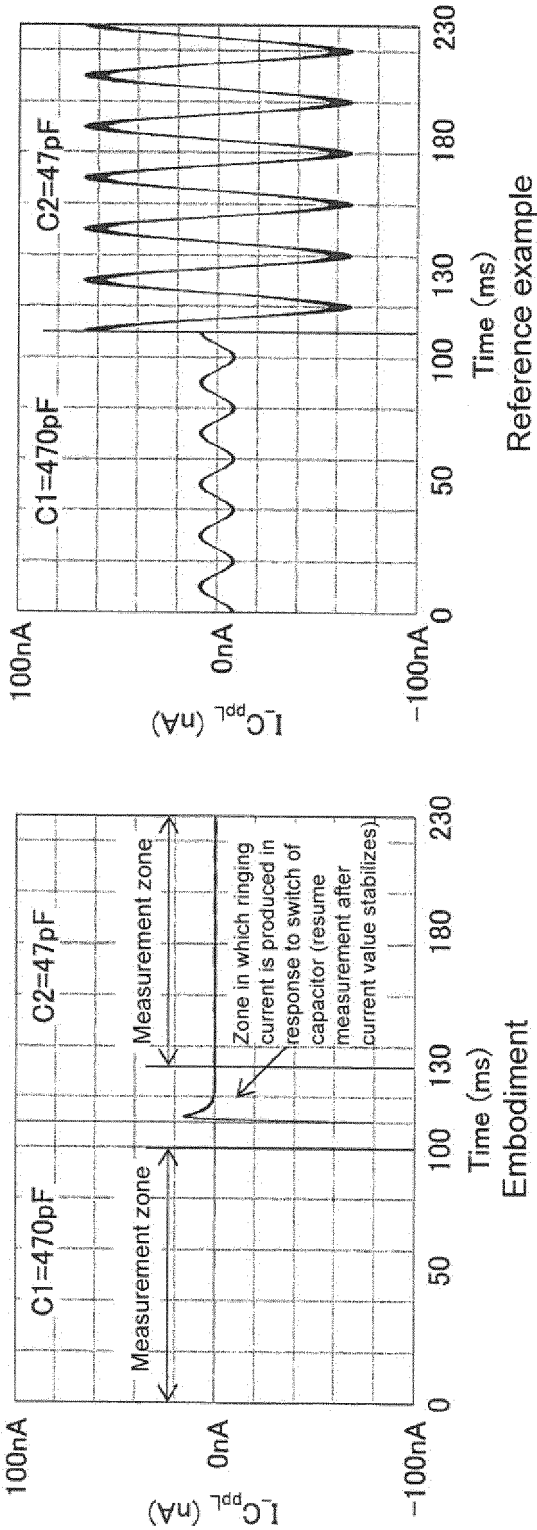 100nA
0nA
-100nA
I_CppL (nA)
C1=470pF
C2=47pF
Measurement zone
Measurement zone
Zone in which ringing
current is produced in
response to switch of
capacitor (resume
measurement after
current value stabilizes)
0
50
100
130
180
230
Time (ms)
Embodiment
100nA
0nA
-100nA
I_CppL (nA)
C1=470pF
C2=47pF
0
50
100
130
180
230
Time (ms)
Reference example